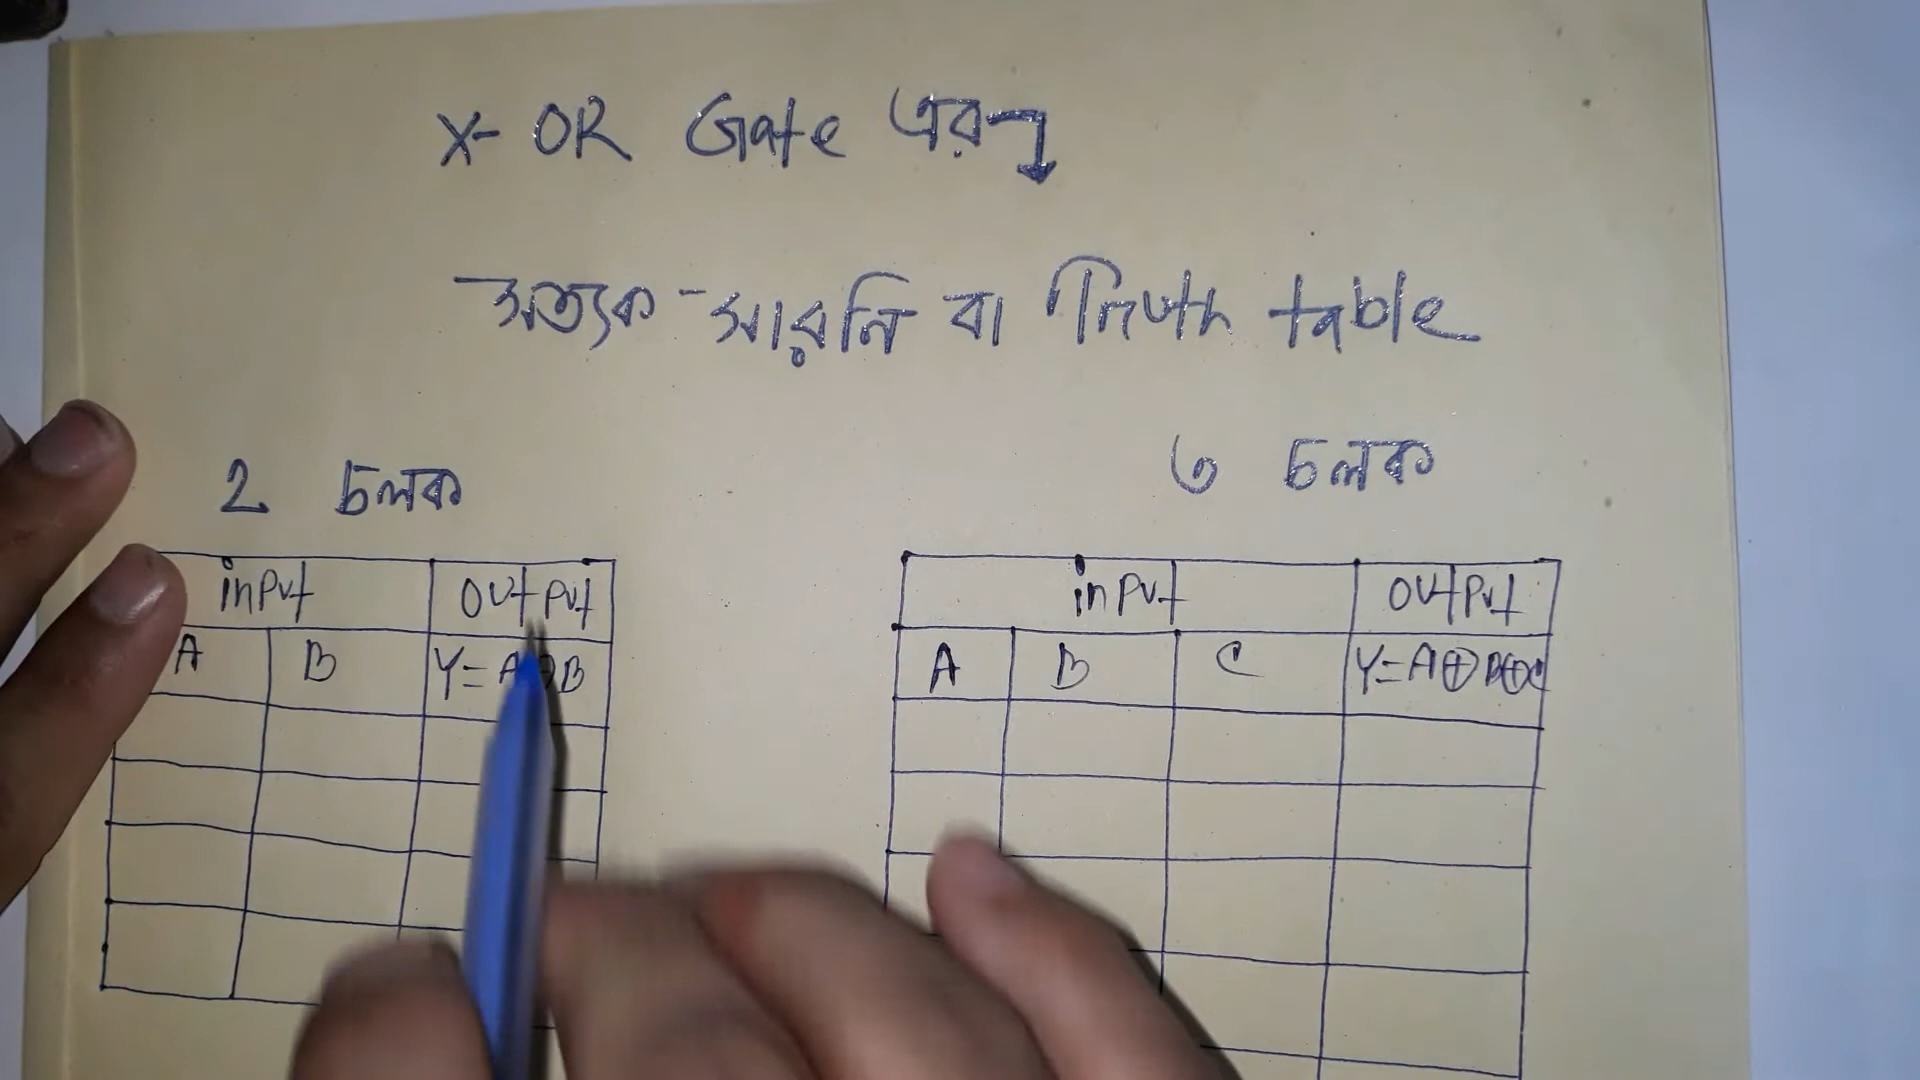 X-OR Gate এর
সত্যক-সারনি বা Truth table
2 চলক
input output
A B Y=A⊕B
৩ চলক
input output
A B C Y=A⊕B⊕C